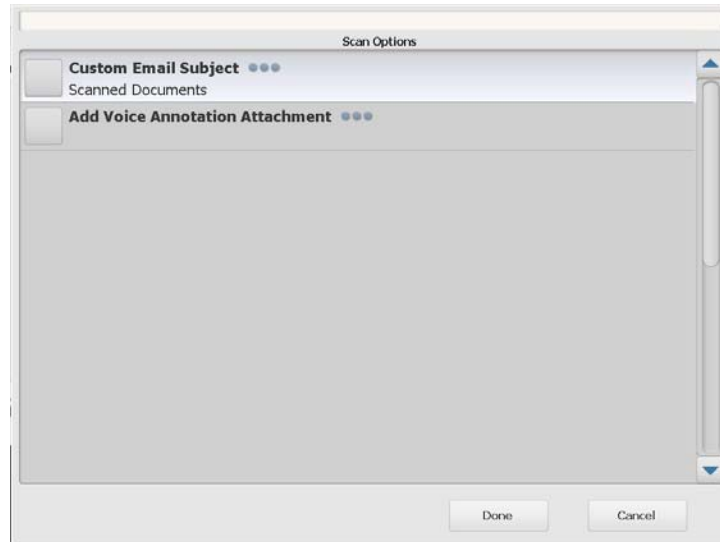 Scan Options
Custom Email Subject
Scanned Documents
Add Voice Annotation Attachment
Done
Cancel